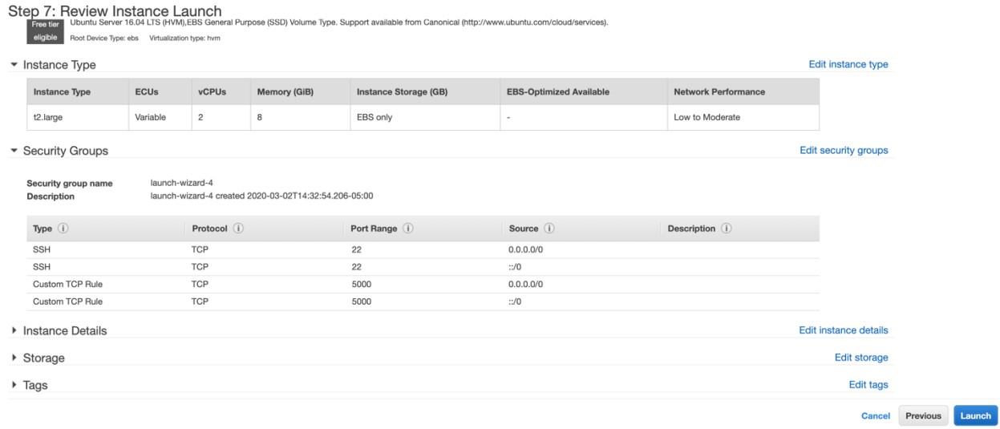 Step 7: Review Instance Launch
Free tier eligible
Ubuntu Server 16.04 LTS (HVM),EBS General Purpose (SSD) Volume Type. Support available from Canonical (http://www.ubuntu.com/cloud/services).
Root Device Type: ebs Virtualization type: hvm
Instance Type Edit instance type
Instance Type ECUs vCPUs Memory (GiB) Instance Storage (GB) EBS-Optimized Available Network Performance
t2.large Variable 2 8 EBS only - Low to Moderate
Security Groups Edit security groups
Security group name launch-wizard-4
Description launch-wizard-4 created 2020-03-02T14:32:54.206-05:00
Type i Protocol i Port Range i Source i Description i
SSH TCP 22 0.0.0.0/0
SSH TCP 22 ::/0
Custom TCP Rule TCP 5000 0.0.0.0/0
Custom TCP Rule TCP 5000 ::/0
Instance Details Edit instance details
Storage Edit storage
Tags Edit tags
Cancel Previous Launch